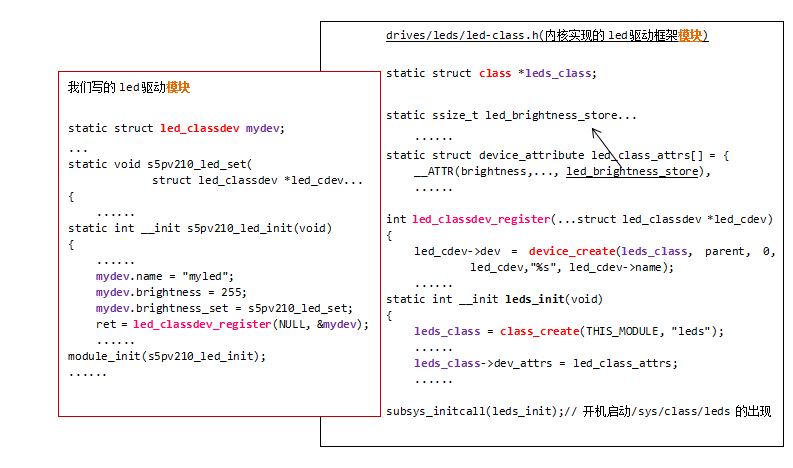 drives/leds/led-class.h(内核实现的led驱动框架模块)
static struct class *leds_class;
static ssize_t led_brightness_store...
......
static struct device_attribute led_class_attrs[] = {
__ATTR(brightness,..., led_brightness_store),
......
int led_classdev_register(...struct led_classdev *led_cdev)
{
led_cdev->dev = device_create(leds_class, parent, 0,
led_cdev,"%s", led_cdev->name);
......
static int __init leds_init(void)
{
leds_class = class_create(THIS_MODULE, "leds");
......
leds_class->dev_attrs = led_class_attrs;
......
subsys_initcall(leds_init);// 开机启动/sys/class/leds 的出现
我们写的led驱动模块
static struct led_classdev mydev;
...
static void s5pv210_led_set(
struct led_classdev *led_cdev...
{
......
static int __init s5pv210_led_init(void)
{
......
mydev.name = "myled";
mydev.brightness = 255;
mydev.brightness_set = s5pv210_led_set;
ret = led_classdev_register(NULL, &mydev);
......
module_init(s5pv210_led_init);
......